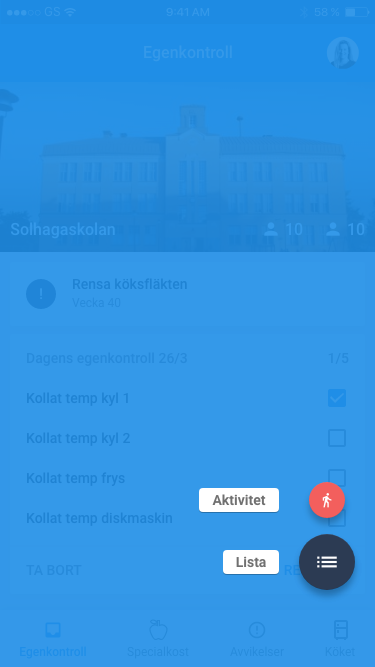 GS 9:41 AM 58 %
Egenkontroll
Solhagaskolan 10 10
! Rensa köksfläkten
Vecka 40
Dagens egenkontroll 26/3 1/5
Kollat temp kyl 1
Kollat temp kyl 2
Kollat temp frys
Aktivitet
Kollat temp diskmaskin
Lista
TA BORT RE
Egenkontroll Specialkost Avvikelser Köket